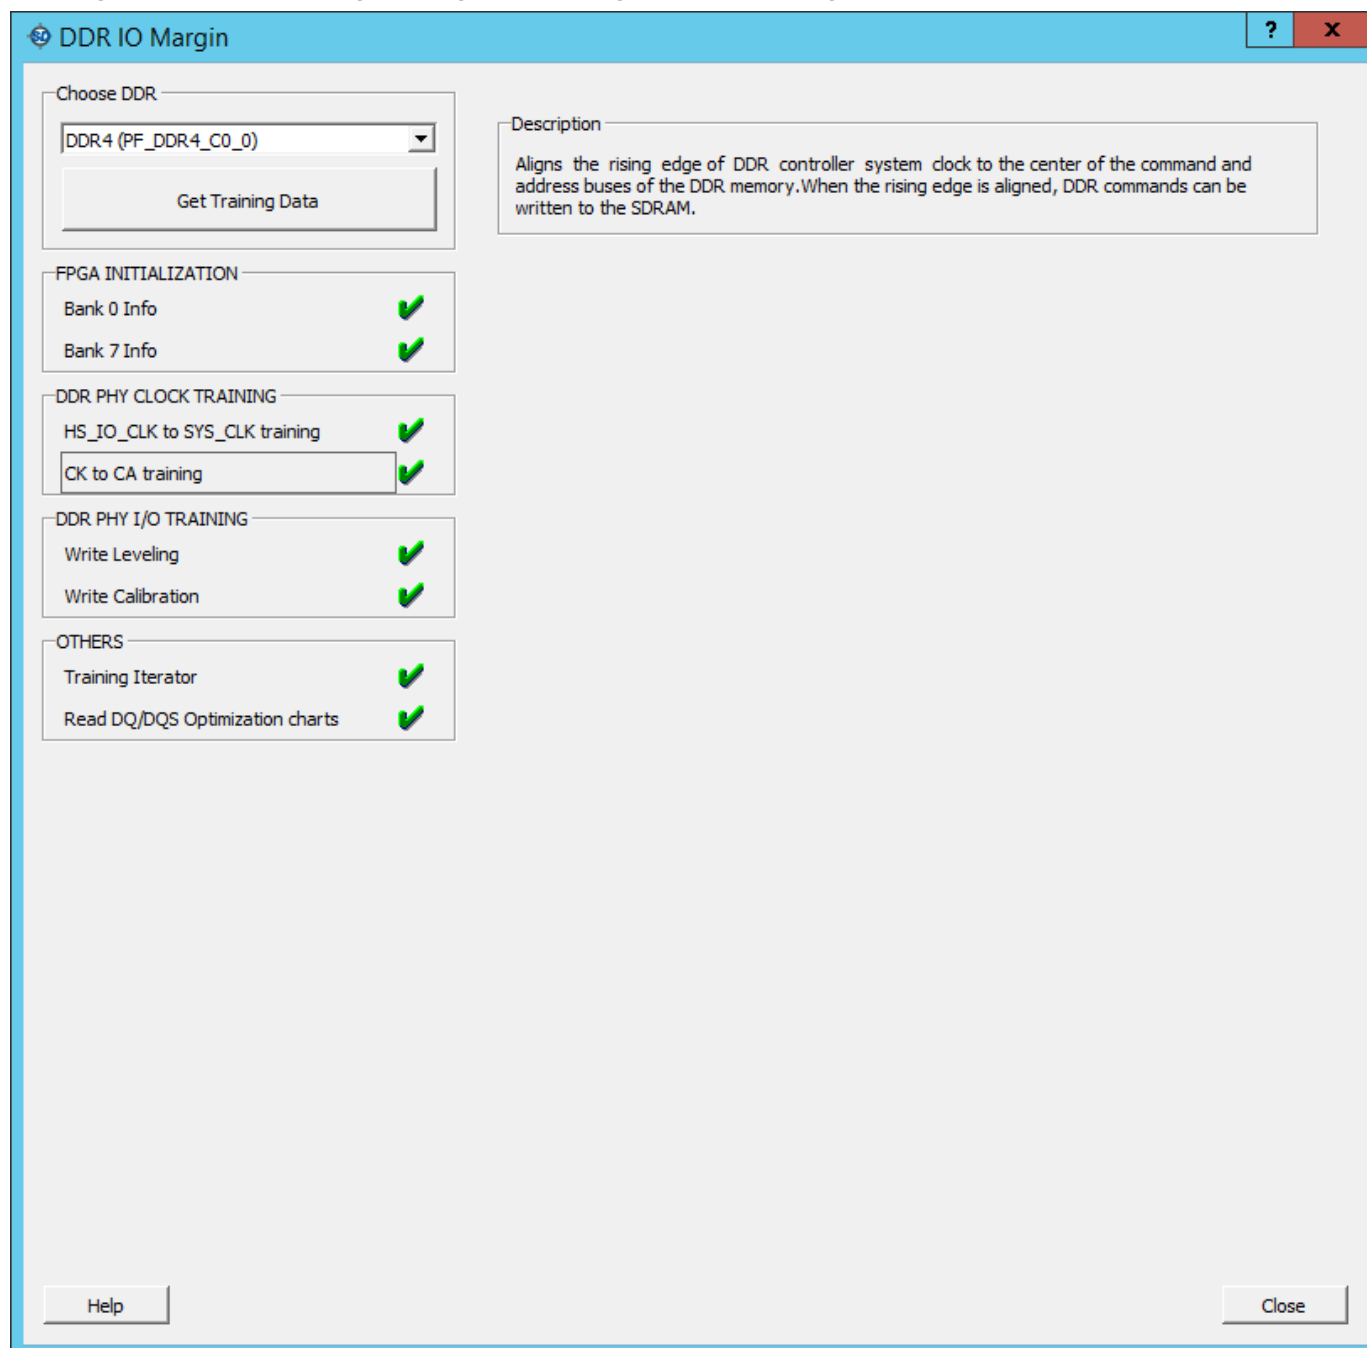 DDR IO Margin
?
x
Choose DDR
DDR4 (PF_DDR4_C0_0)
Get Training Data
Description
Aligns the rising edge of DDR controller system clock to the center of the command and
address buses of the DDR memory.When the rising edge is aligned, DDR commands can be
written to the SDRAM.
FPGA INITIALIZATION
Bank 0 Info
Bank 7 Info
DDR PHY CLOCK TRAINING
HS_IO_CLK to SYS_CLK training
CK to CA training
DDR PHY I/O TRAINING
Write Leveling
Write Calibration
OTHERS
Training Iterator
Read DQ/DQS Optimization charts
Help
Close